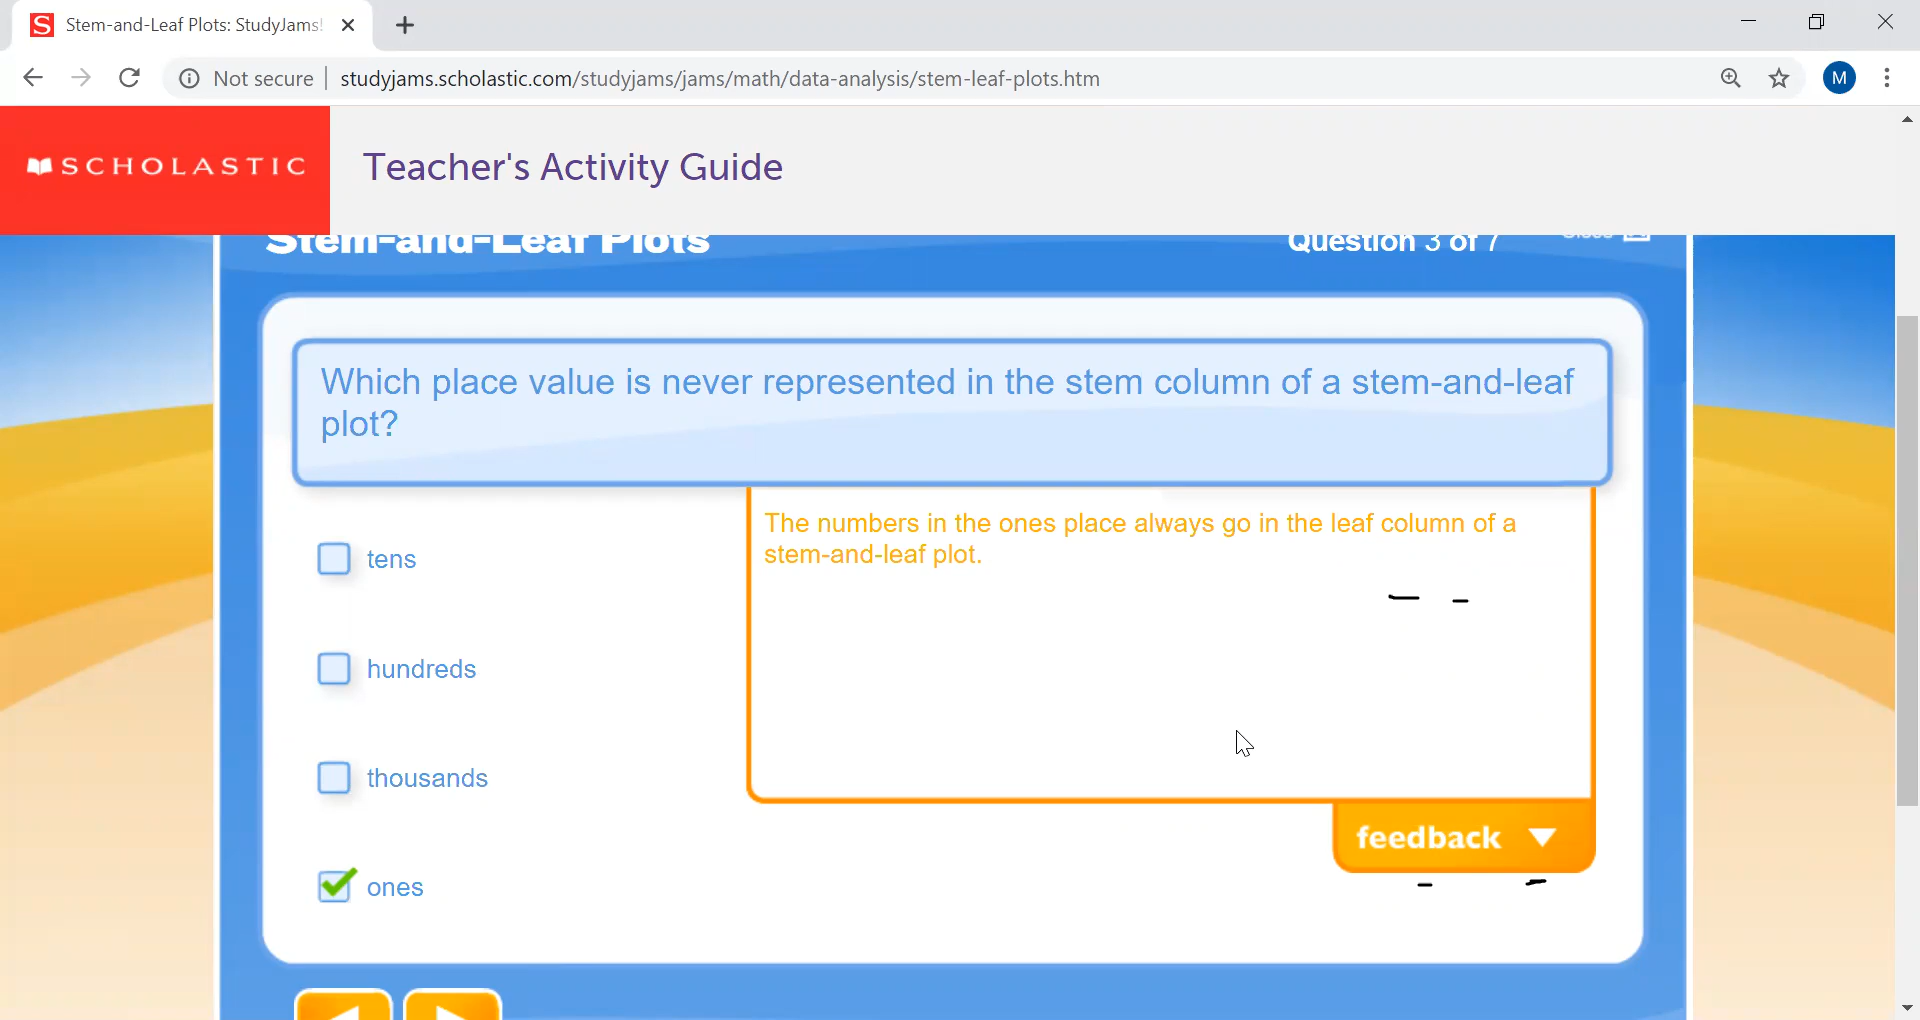 Stem-and-Leaf Plots: StudyJams!
Not secure | studyjams.scholastic.com/studyjams/jams/math/data-analysis/stem-leaf-plots.htm
M
SCHOLASTIC
Teacher's Activity Guide
Stem-and-Leaf Plots
Question 3 of 7
Which place value is never represented in the stem column of a stem-and-leaf
plot?
The numbers in the ones place always go in the leaf column of a
stem-and-leaf plot.
tens
hundreds
thousands
feedback
ones